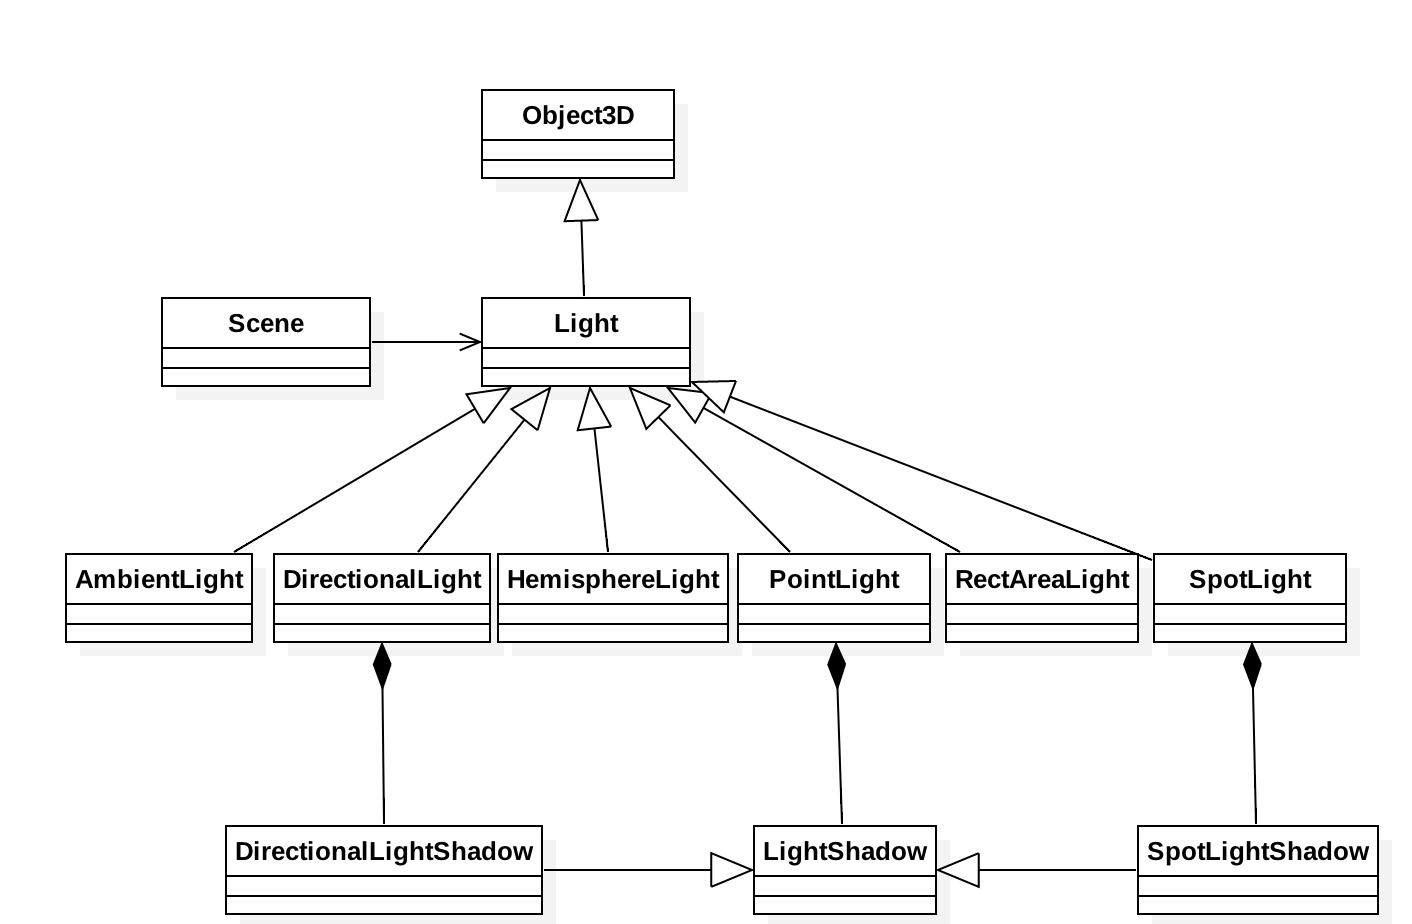 Object3D
Scene
Light
AmbientLight
DirectionalLight
HemisphereLight
PointLight
RectAreaLight
SpotLight
DirectionalLightShadow
LightShadow
SpotLightShadow